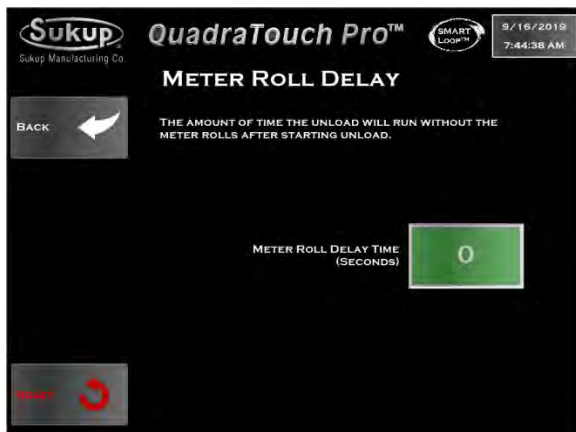 Sukup
Sukup Manufacturing Co
QuadraTouch Pro™
SMART
LOOP™
9/16/2019
7:44:38 AM
METER ROLL DELAY
BACK
THE AMOUNT OF TIME THE UNLOAD WILL RUN WITHOUT THE
METER ROLLS AFTER STARTING UNLOAD.
METER ROLL DELAY TIME
(SECONDS)
0
RESET